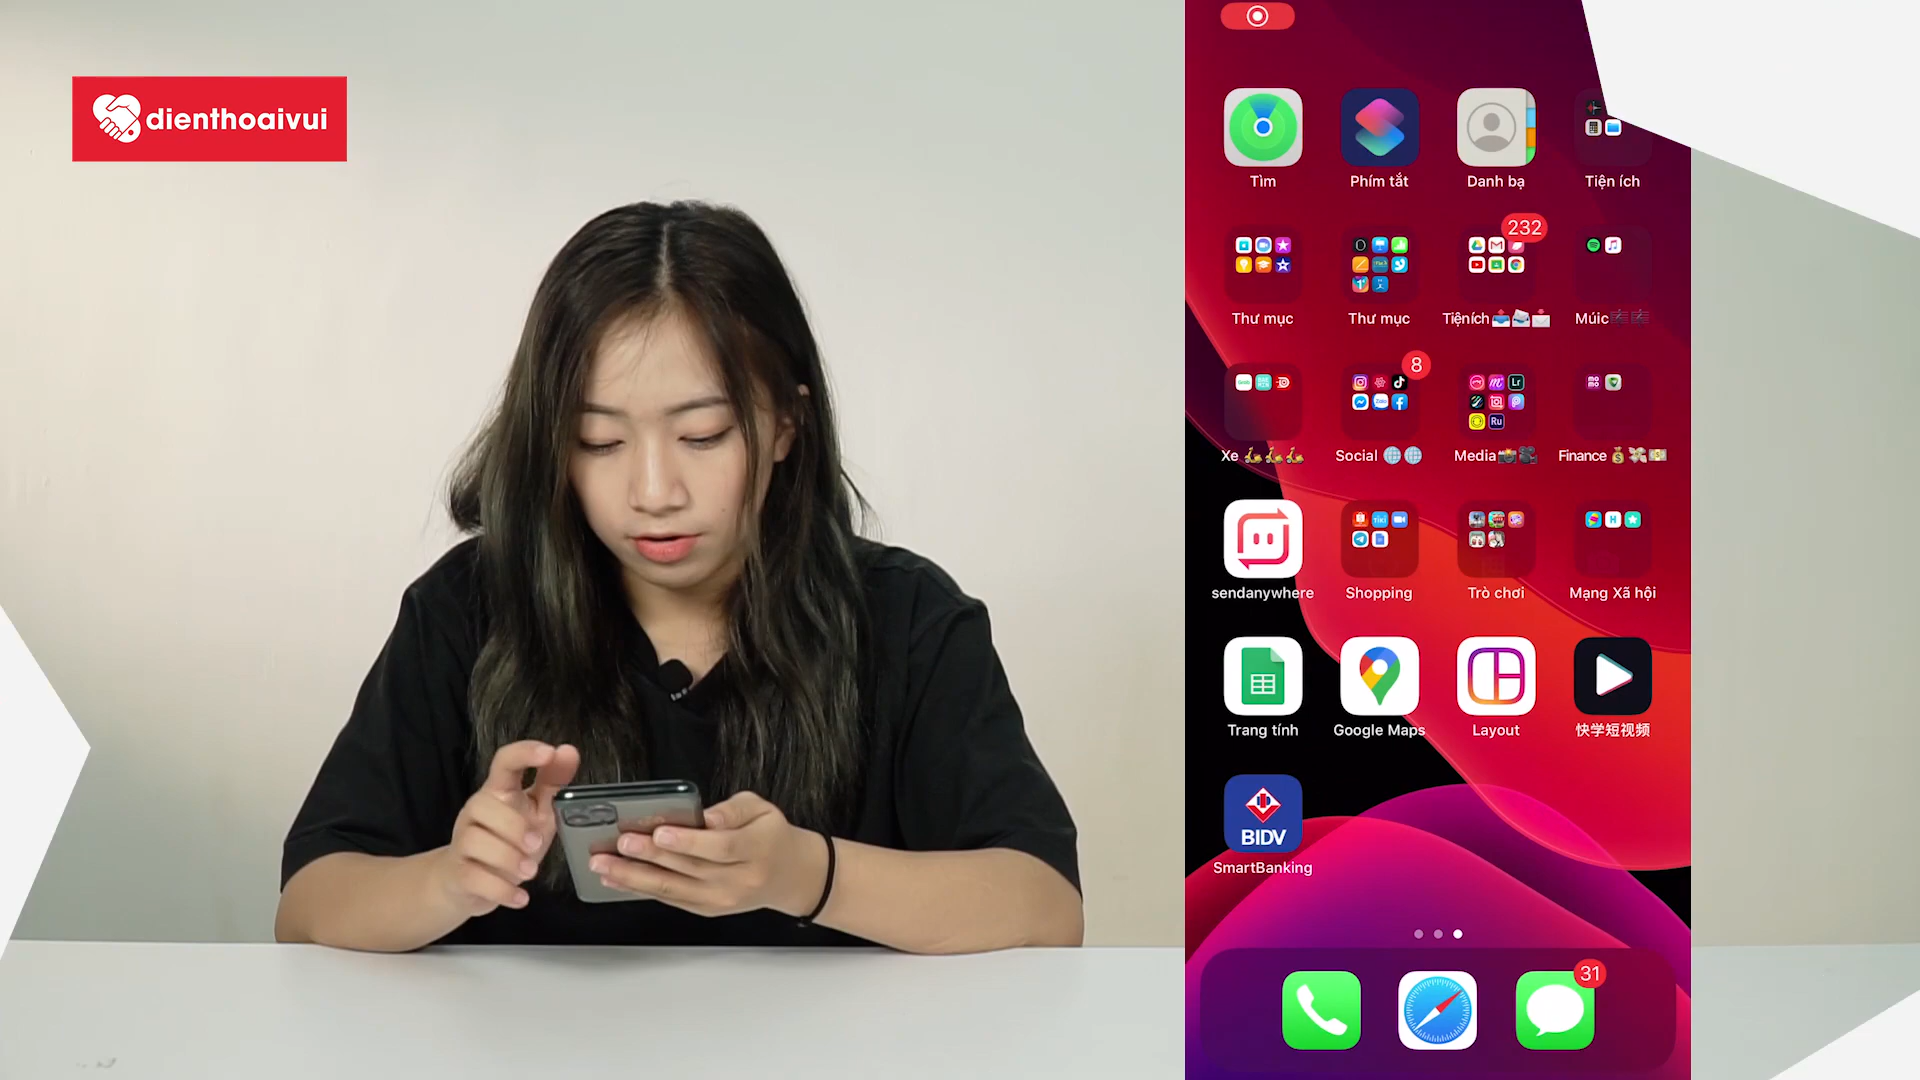 dienthoaivui
Tìm
Phím tắt
Danh bạ
Tiện ích
232
Thư mục
Thư mục
Tiệních
Múic
8
Xe
Social
Media
Finance
sendanywhere
Shopping
Trò chơi
Mạng Xã hội
Trang tính
Google Maps
Layout
快学短视频
BIDV
SmartBanking
31